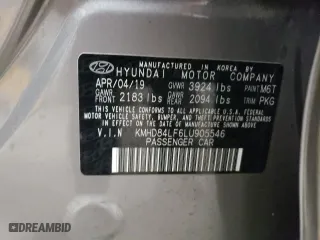 MANUFACTURED IN KOREA BY
HYUNDAI MOTOR COMPANY
APR/04/19 GVWR 3924 lbs PAINT M6T
GAWR FRONT 2183 lbs GAWR REAR 2094 lbs TRIM PKG
THIS VEHICLE CONFORMS TO ALL APPLICABLE FEDERAL
MOTOR VEHICLE SAFETY, BUMPER, AND THEFT PREVENTION
STANDARDS IN EFFECT ON THE DATE OF MANUFACTURE
SHOWN ABOVE.
V.I.N KMHD84LF6LU905546
PASSENGER CAR